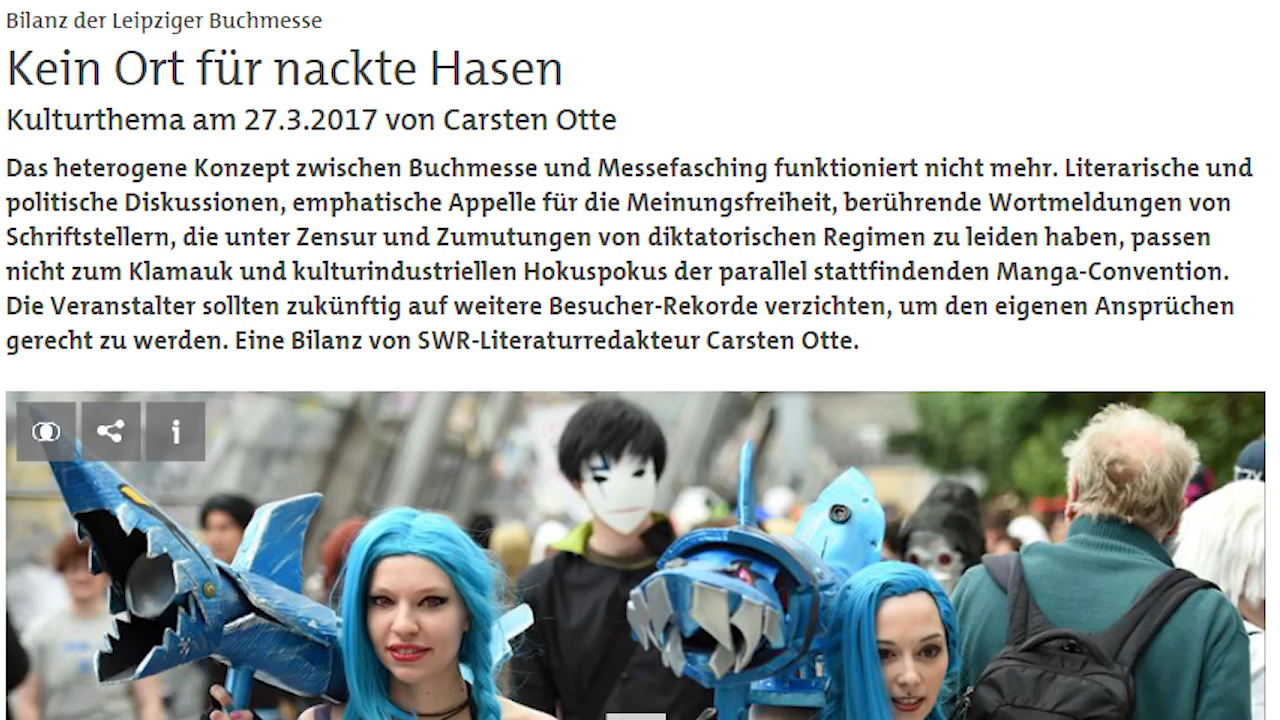 Bilanz der Leipziger Buchmesse
Kein Ort für nackte Hasen
Kulturthema am 27.3.2017 von Carsten Otte
Das heterogene Konzept zwischen Buchmesse und Messefasching funktioniert nicht mehr. Literarische und
politische Diskussionen, emphatische Appelle für die Meinungsfreiheit, berührende Wortmeldungen von
Schriftstellern, die unter Zensur und Zumutungen von diktatorischen Regimen zu leiden haben, passen
nicht zum Klamauk und kulturindustriellen Hokuspokus der parallel stattfindenden Manga-Convention.
Die Veranstalter sollten zukünftig auf weitere Besucher-Rekorde verzichten, um den eigenen Ansprüchen
gerecht zu werden. Eine Bilanz von SWR-Literaturredakteur Carsten Otte.